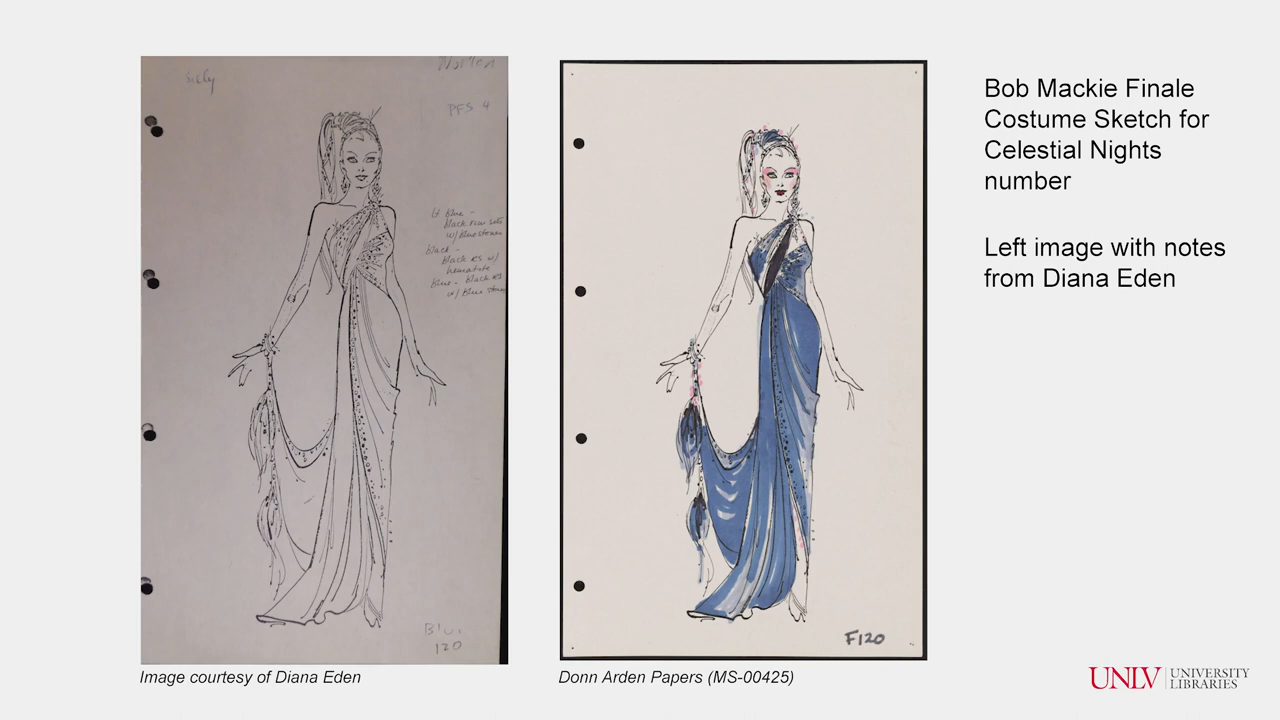 Sally
PFS 4
Lt Blue -
Black
w/ Blue stones
Black -
Black RS w/
hematite
Blue - Black RS
w/ Blue stones
120
F120
Image courtesy of Diana Eden
Donn Arden Papers (MS-00425)
Bob Mackie Finale
Costume Sketch for
Celestial Nights
number
Left image with notes
from Diana Eden
UNLV UNIVERSITY
LIBRARIES